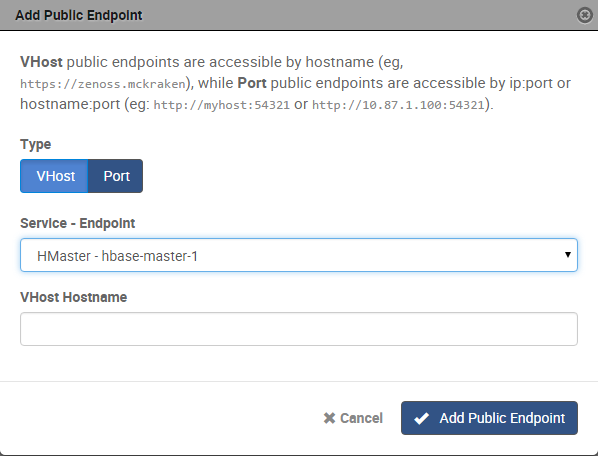 Add Public Endpoint
VHost public endpoints are accessible by hostname (eg,
https://zenoss.mckraken), while Port public endpoints are accessible by ip:port or
hostname:port (eg: http://myhost:54321 or http://10.87.1.100:54321).
Type
VHost Port
Service - Endpoint
HMaster - hbase-master-1
VHost Hostname
Cancel Add Public Endpoint